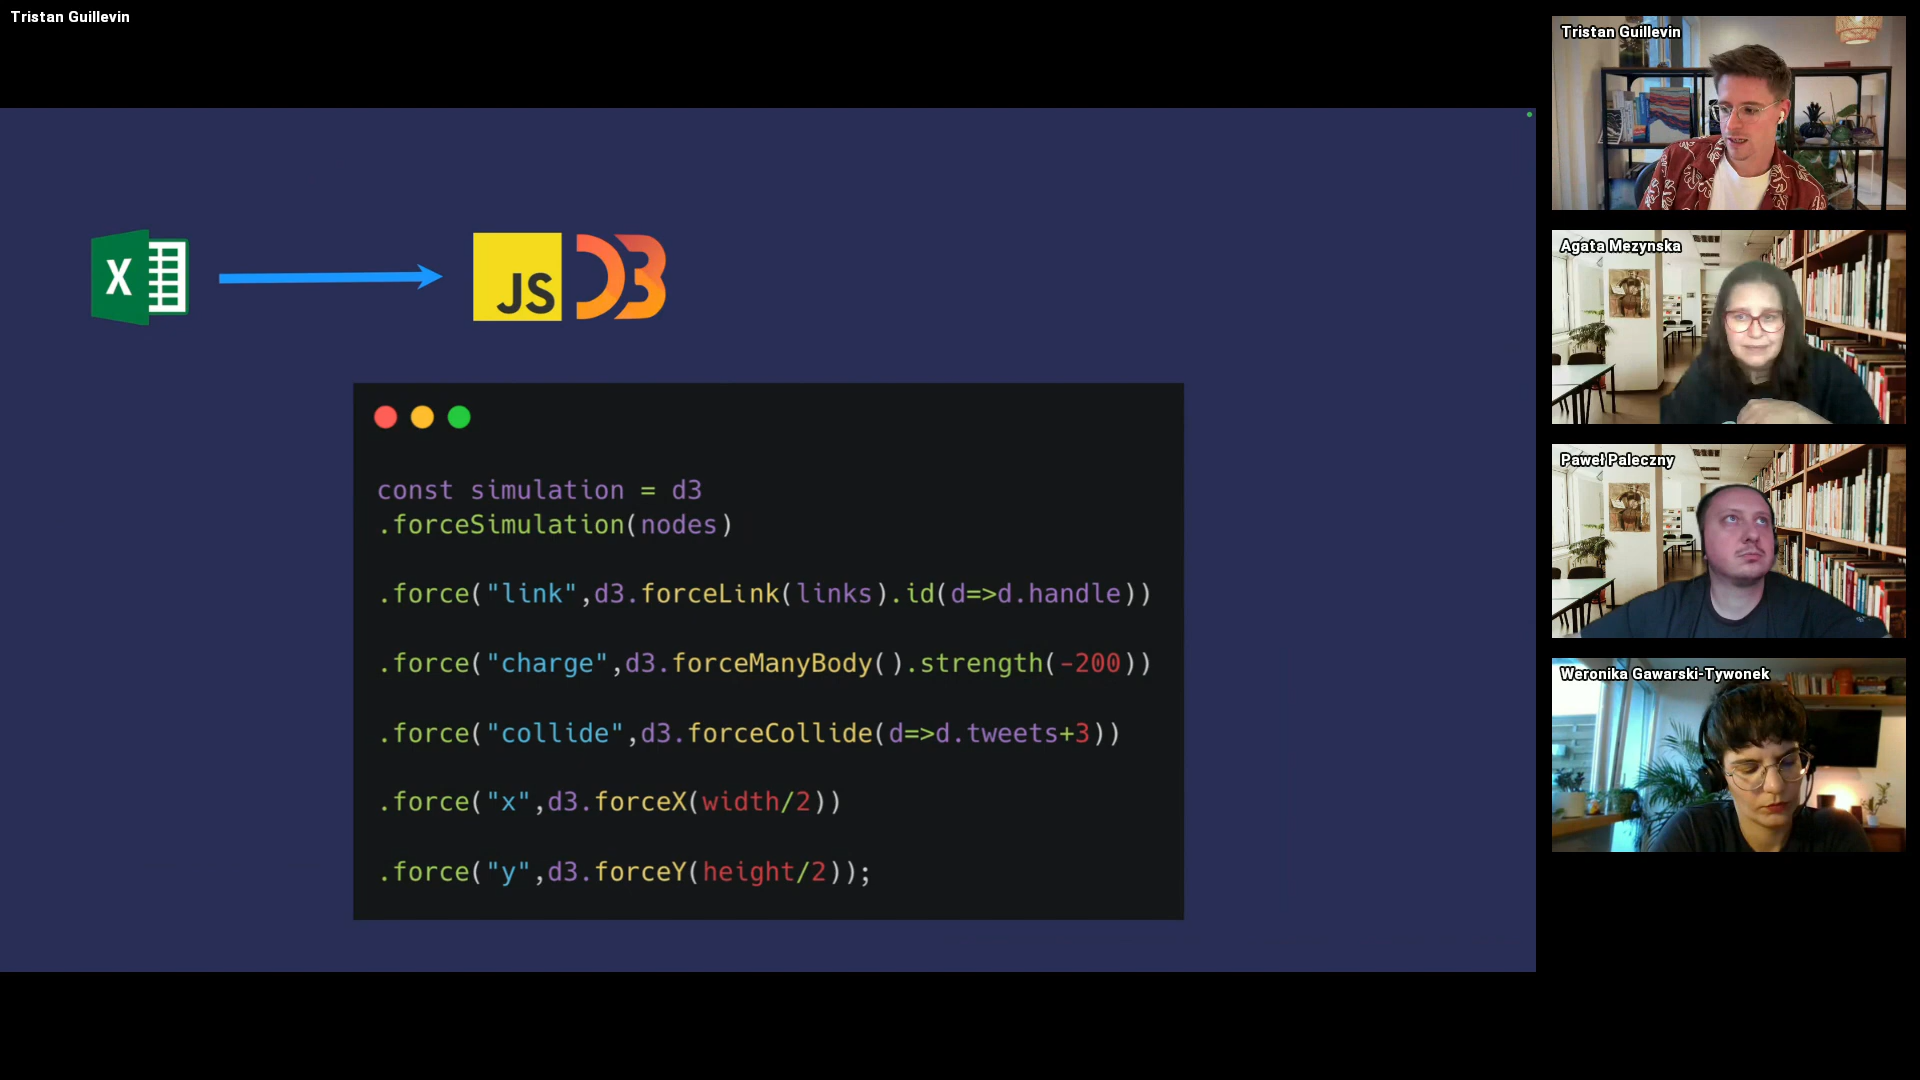 Tristan Guillevin
X
JS
const simulation = d3
.forceSimulation(nodes)
.force("link",d3.forceLink(links).id(d=>d.handle))
.force("charge",d3.forceManyBody().strength(-200))
.force("collide",d3.forceCollide(d=>d.tweets+3))
.force("x",d3.forceX(width/2))
.force("y",d3.forceY(height/2));
Tristan Guillevin
Agata Mezynska
Paweł Paleczny
Weronika Gawarski-Tywonek